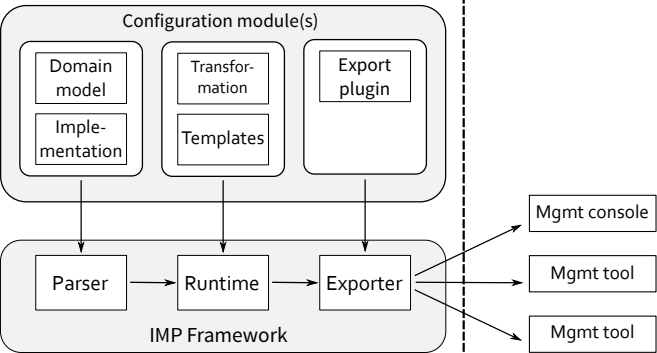 Configuration module(s)
Domain
model
Imple-
mentation
Transfor-
mation
Templates
Export
plugin
Parser
Runtime
Exporter
IMP Framework
Mgmt console
Mgmt tool
Mgmt tool